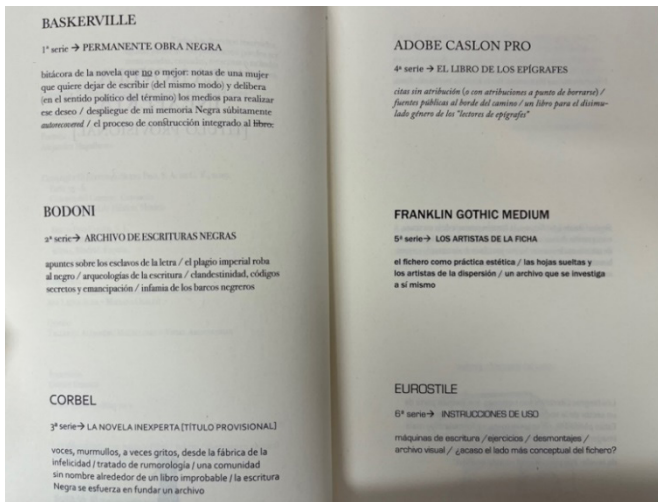 BASKERVILLE
1ª serie → PERMANENTE OBRA NEGRA
bitácora de la novela que no o mejor: notas de una mujer
que quiere dejar de escribir (del mismo modo) y delibera
(en el sentido político del término) los medios para realizar
ese deseo / despliegue de mi memoria Negra súbitamente
autorecovered / el proceso de construcción integrado al libro.
BODONI
2ª serie → ARCHIVO DE ESCRITURAS NEGRAS
apuntes sobre los esclavos de la letra / el plagio imperial roba
al negro / arqueologías de la escritura / clandestinidad, códigos
secretos y emancipación / infamia de los barcos negreros
CORBEL
3ª serie → LA NOVELA INEXPERTA [TÍTULO PROVISIONAL]
voces, murmullos, a veces gritos, desde la fábrica de la
infelicidad / tratado de rumorología / una comunidad
sin nombre alrededor de un libro improbable / la escritura
Negra se esfuerza en fundar un archivo
ADOBE CASLON PRO
4ª serie → EL LIBRO DE LOS EPÍGRAFES
citas sin atribución (o con atribuciones a punto de borrarse) /
fuentes públicas al borde del camino / un libro para el disimu-
lado género de los "lectores de epígrafes"
FRANKLIN GOTHIC MEDIUM
5ª serie → LOS ARTISTAS DE LA FICHA
el fichero como práctica estética / las hojas sueltas y
los artistas de la dispersión / un archivo que se investiga
a sí mismo
EUROSTILE
6ª serie → INSTRUCCIONES DE USO
máquinas de escritura / ejercicios / desmontajes /
archivo visual / ¿acaso el lado más conceptual del fichero?